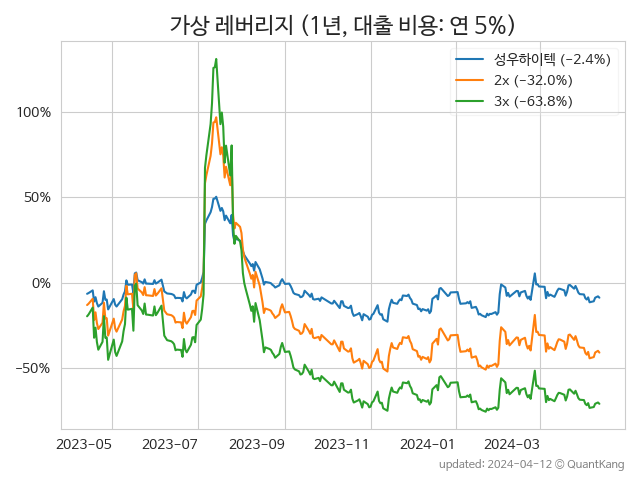 가상 레버리지 (1년, 대출 비용: 연 5%)
성우하이텍 (−2.4%)
2x (−32.0%)
3x (−63.8%)
100%
50%
0%
−50%
2023-05 2023-07 2023-09 2023-11 2024-01 2024-03
updated: 2024-04-12 © QuantKang